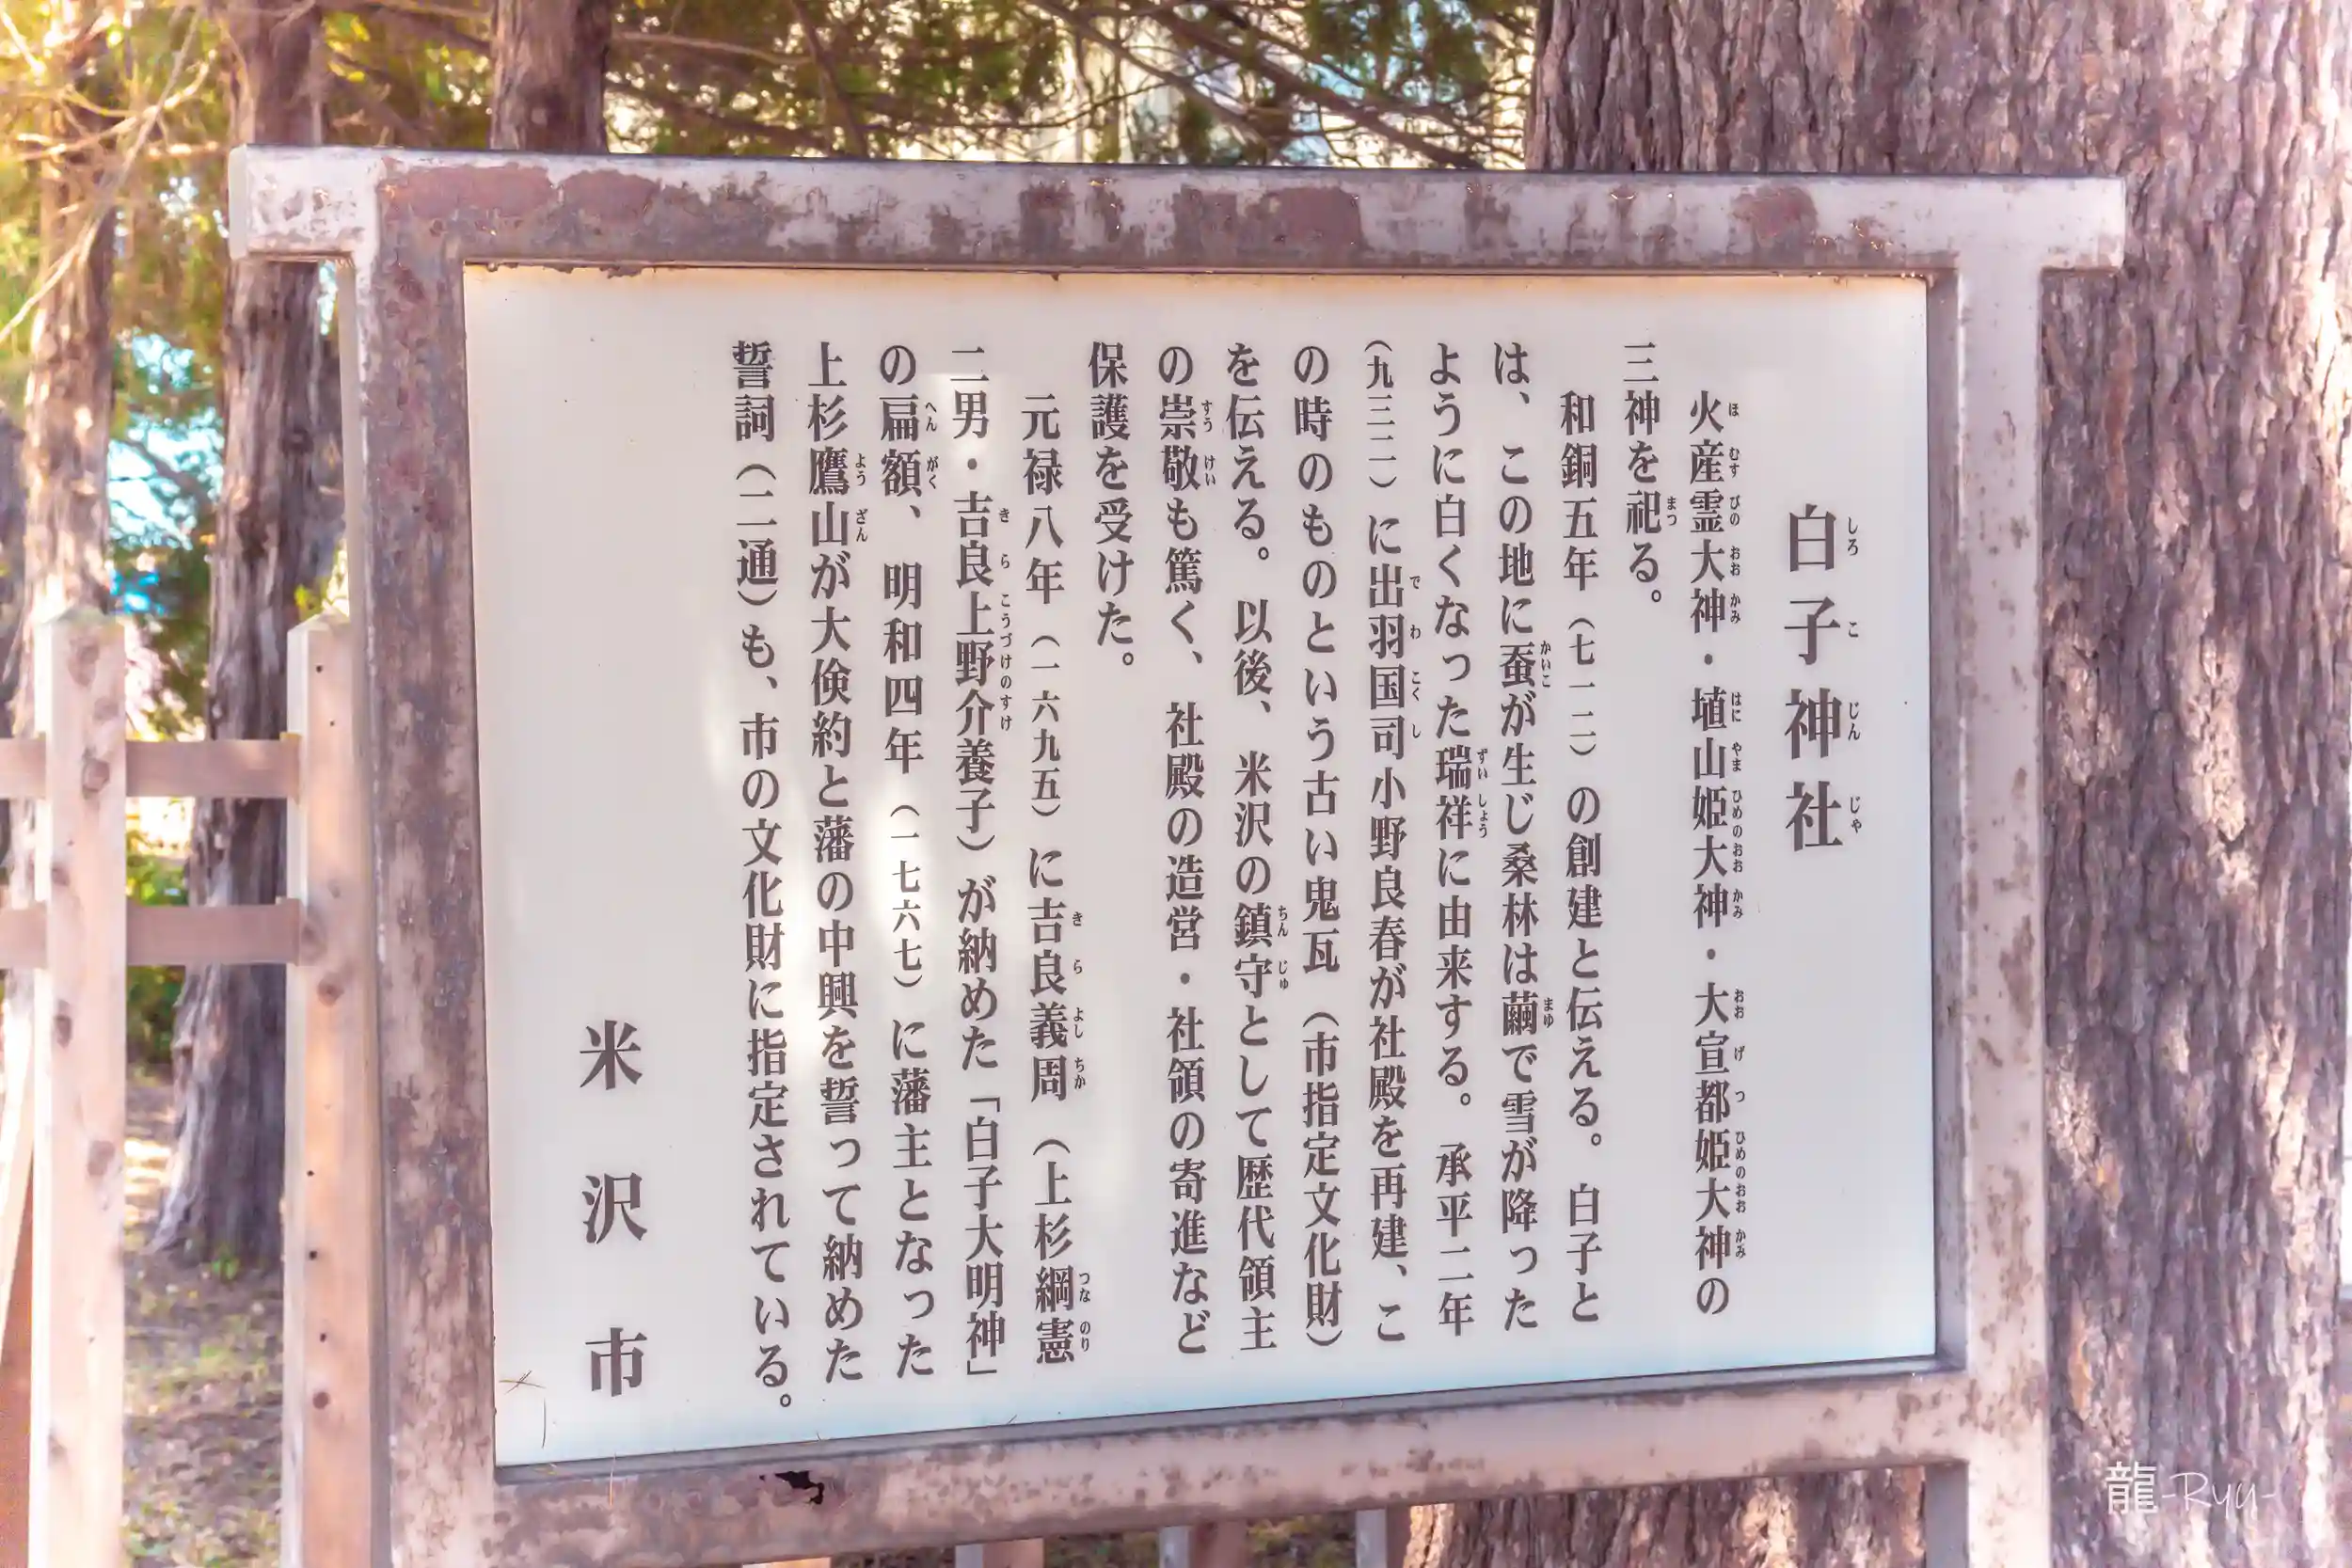 白子神社
火産霊大神・埴山姫大神・大宣都姫大神の
三神を祀る。
和銅五年（七一二）の創建と伝える。白子と
は、この地に蚕が生じ桑林は繭で雪が降った
ように白くなった瑞祥に由来する。承平二年
（九三二）に出羽国司小野良春が社殿を再建、こ
の時のものという古い鬼瓦（市指定文化財）
を伝える。以後、米沢の鎮守として歴代領主
の崇敬も篤く、社殿の造営・社領の寄進など
保護を受けた。
元禄八年（一六九五）に吉良義周（上杉綱憲
二男・吉良上野介養子）が納めた「白子大明神」
の扁額、明和四年（一七六七）に藩主となった
上杉鷹山が大倹約と藩の中興を誓って納めた
誓詞（二通）も、市の文化財に指定されている。
米沢市
龍-Ryu-